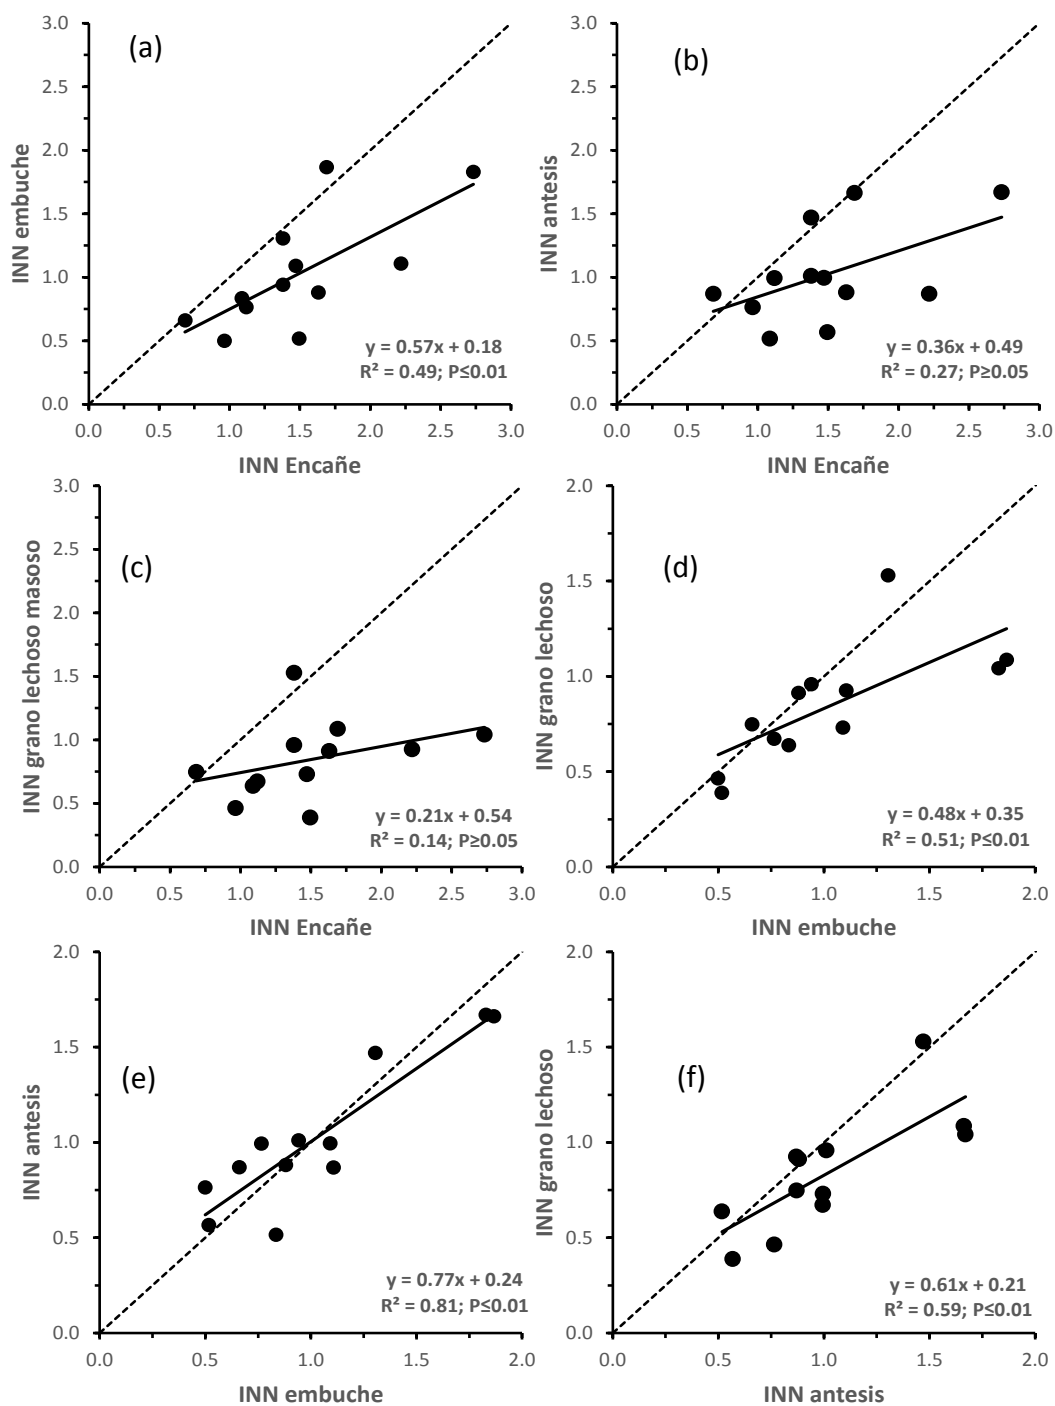 (a)
INN embuche
3.0
2.5
2.0
1.5
1.0
0.5
0.0
y = 0.57x + 0.18
R² = 0.49; P≤0.01
0.0 0.5 1.0 1.5 2.0 2.5 3.0
INN Encañe
(b)
INN antesis
3.0
2.5
2.0
1.5
1.0
0.5
0.0
y = 0.36x + 0.49
R² = 0.27; P≥0.05
0.0 0.5 1.0 1.5 2.0 2.5 3.0
INN Encañe
(c)
INN grano lechoso masoso
3.0
2.5
2.0
1.5
1.0
0.5
0.0
y = 0.21x + 0.54
R² = 0.14; P≥0.05
0.0 0.5 1.0 1.5 2.0 2.5 3.0
INN Encañe
(d)
INN grano lechoso
2.0
1.5
1.0
0.5
0.0
y = 0.48x + 0.35
R² = 0.51; P≤0.01
0.0 0.5 1.0 1.5 2.0
INN embuche
(e)
INN antesis
2.0
1.5
1.0
0.5
0.0
y = 0.77x + 0.24
R² = 0.81; P≤0.01
0.0 0.5 1.0 1.5 2.0
INN embuche
(f)
INN grano lechoso
2.0
1.5
1.0
0.5
0.0
y = 0.61x + 0.21
R² = 0.59; P≤0.01
0.0 0.5 1.0 1.5 2.0
INN antesis